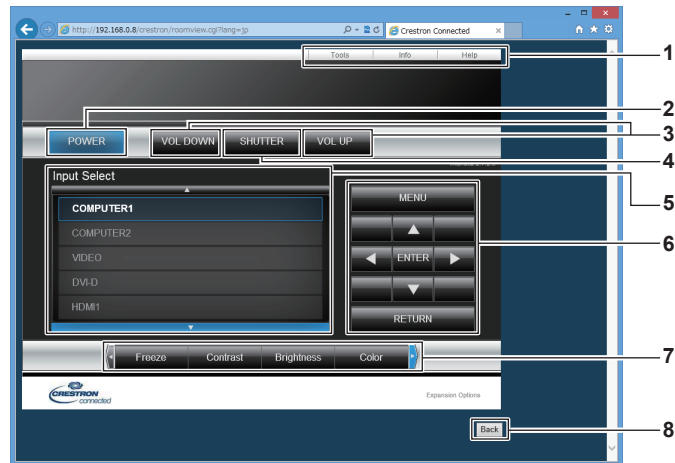 http://192.168.0.8/crestron/roomview.cgi?lang=jp
Crestron Connected
Tools Info Help
1
2
POWER VOL DOWN SHUTTER VOL UP
3
4
Input Select
MENU
5
COMPUTER1
COMPUTER2
6
VIDEO
ENTER
DVI-D
HDMI1
RETURN
Freeze Contrast Brightness Color
7
CRESTRON
connected
Expansion Options
Back
8